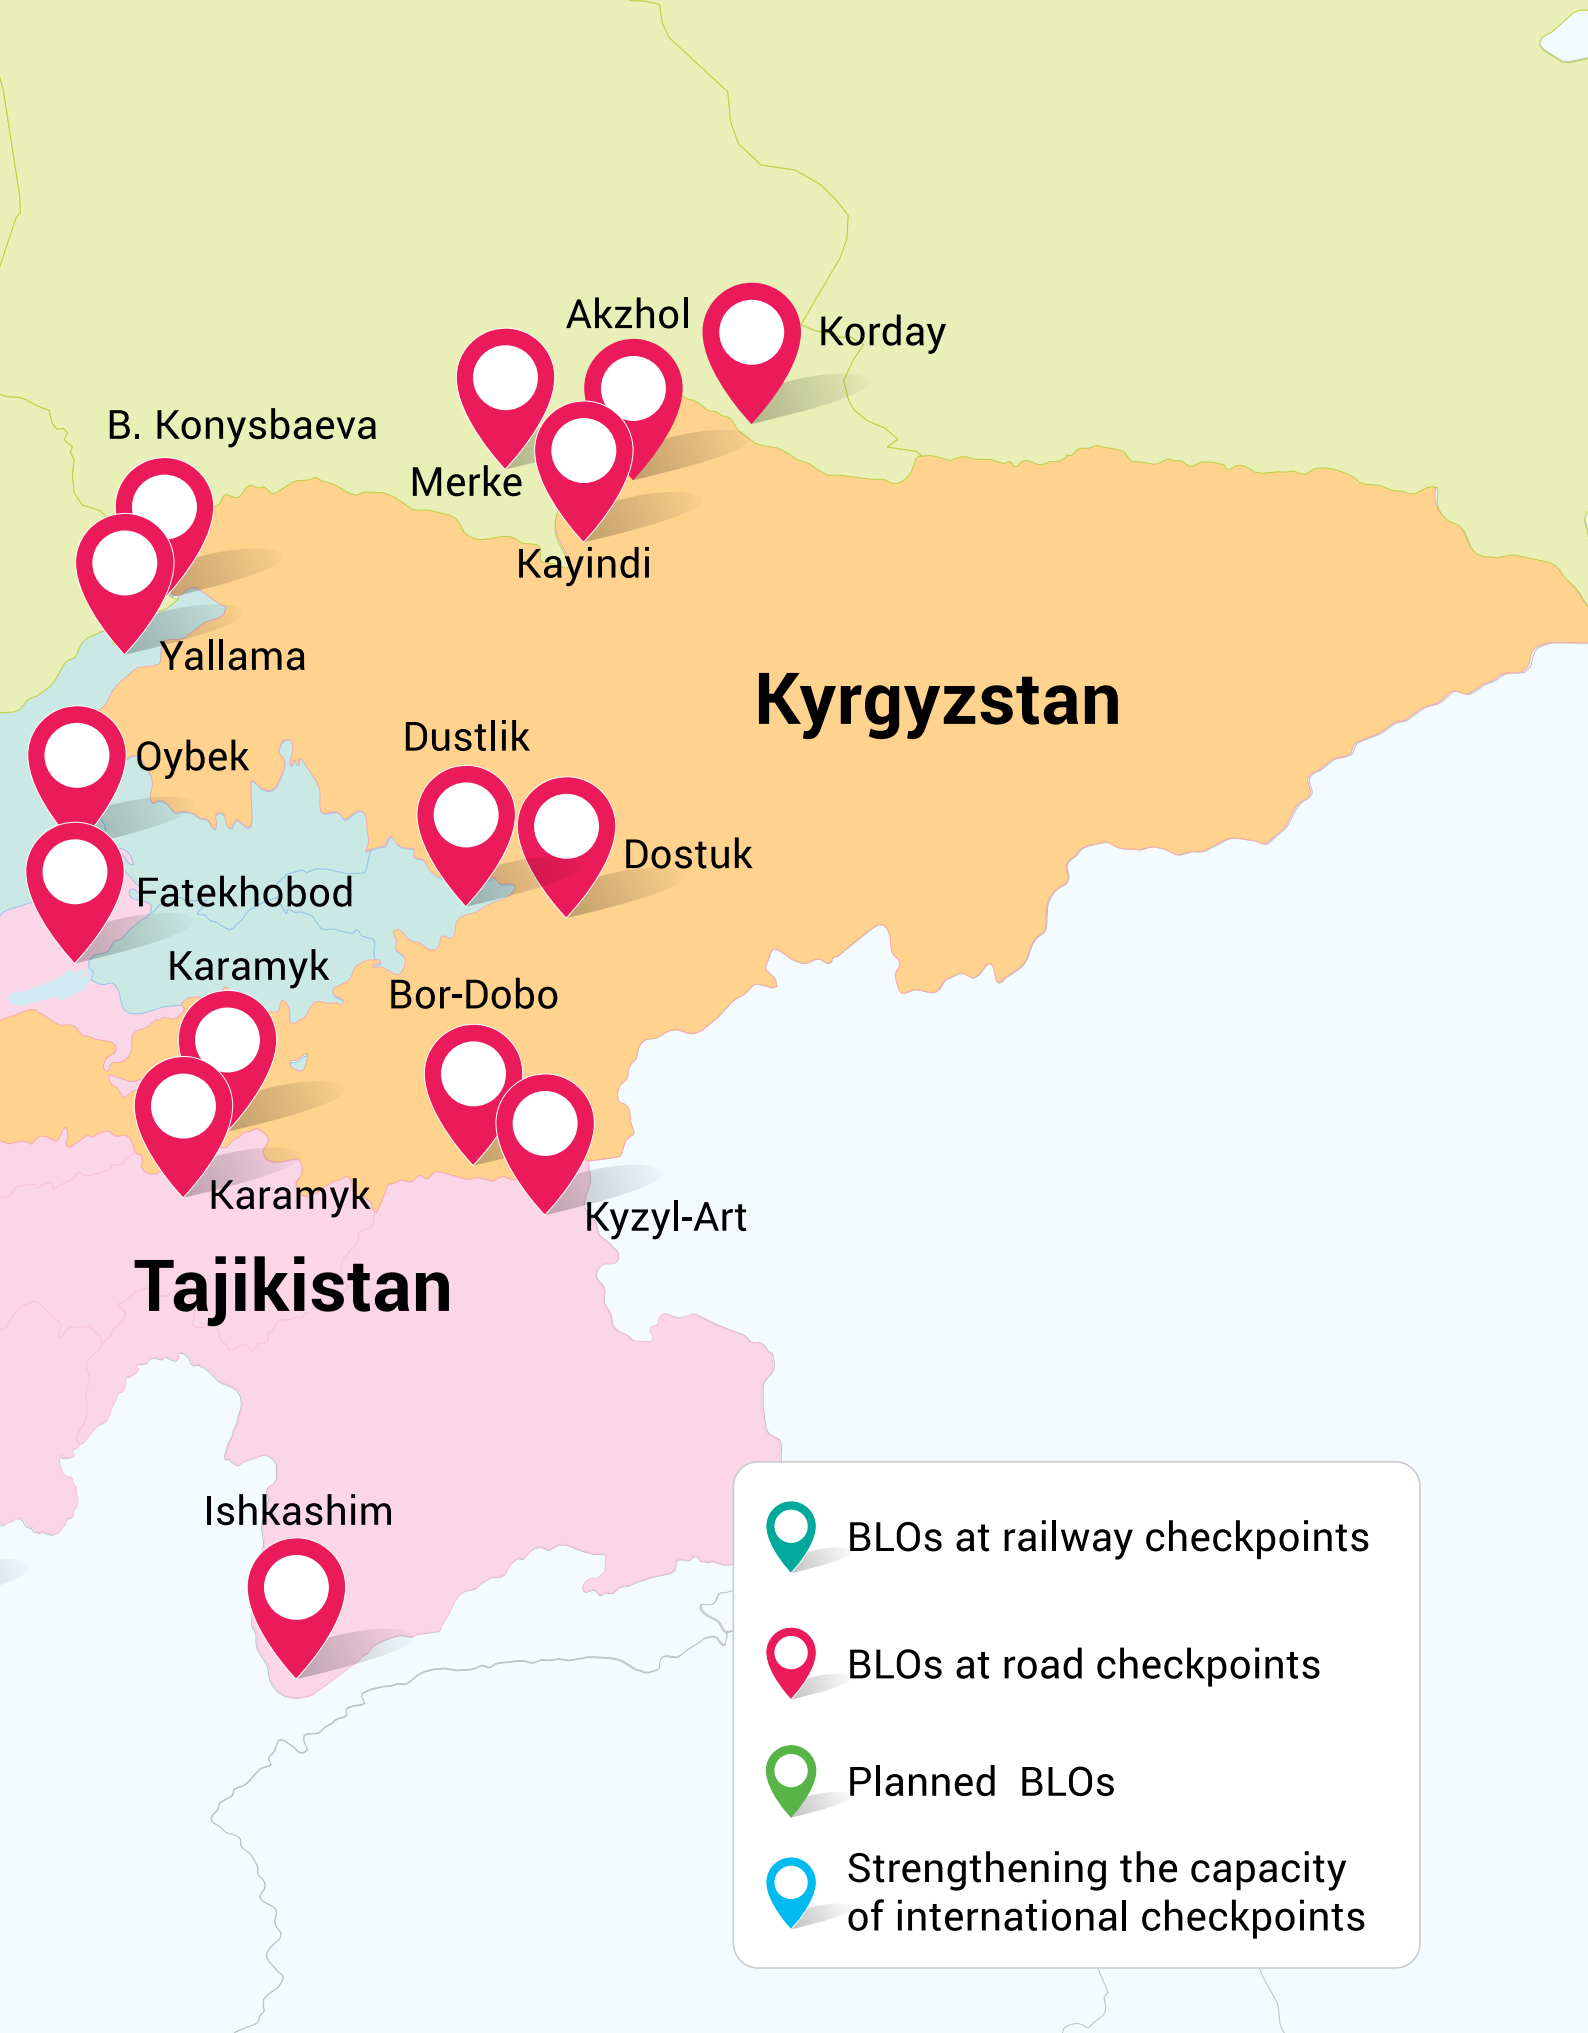 Akzhol
Korday
B. Konysbaeva
Merke
Kayindi
Yallama
Kyrgyzstan
Dustlik
Oybek
Dostuk
Fatekhobod
Karamyk
Bor-Dobo
Karamyk
Kyzyl-Art
Tajikistan
Ishkashim
BLOs at railway checkpoints
BLOs at road checkpoints
Planned BLOs
Strengthening the capacity
of international checkpoints